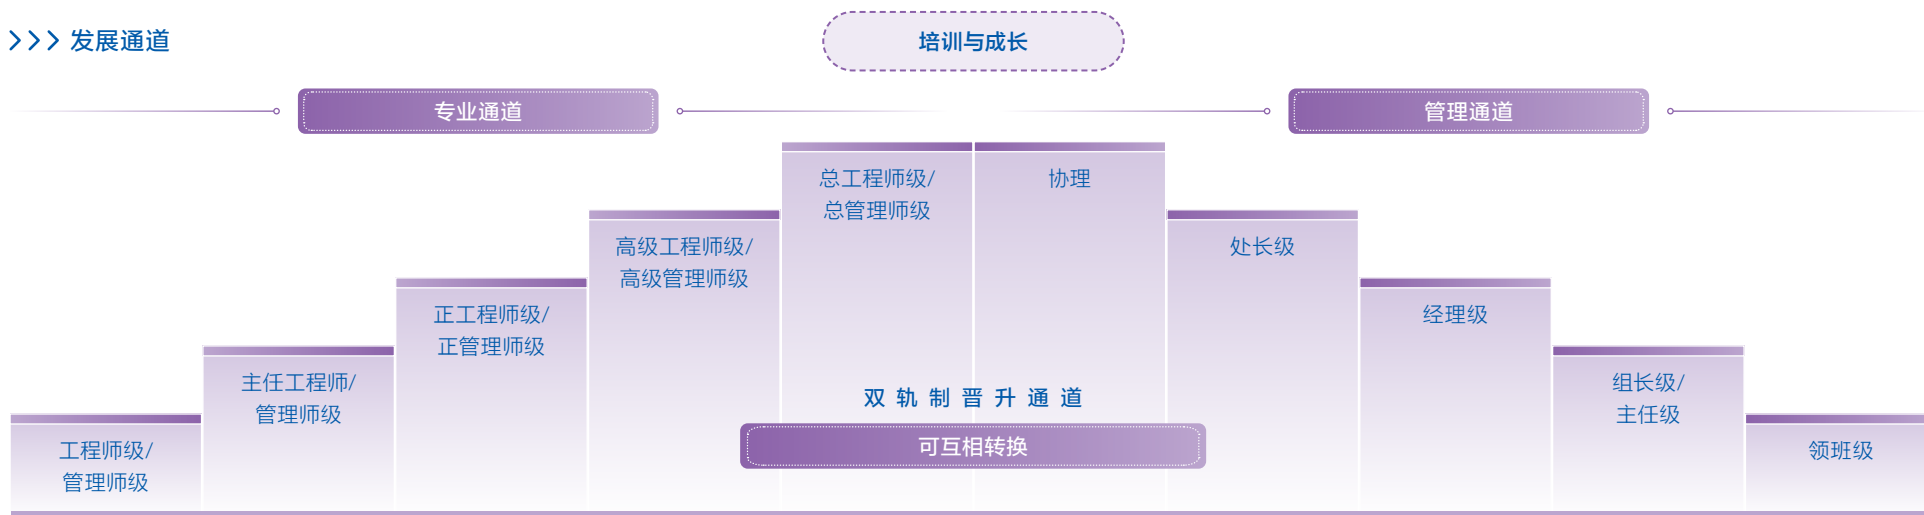 发展通道
培训与成长
专业通道
管理通道
总工程师级/
总管理师级
协理
高级工程师级/
高级管理师级
处长级
正工程师级/
正管理师级
经理级
主任工程师/
管理师级
组长级/
主任级
工程师级/
管理师级
领班级
双轨制晋升通道
可互相转换